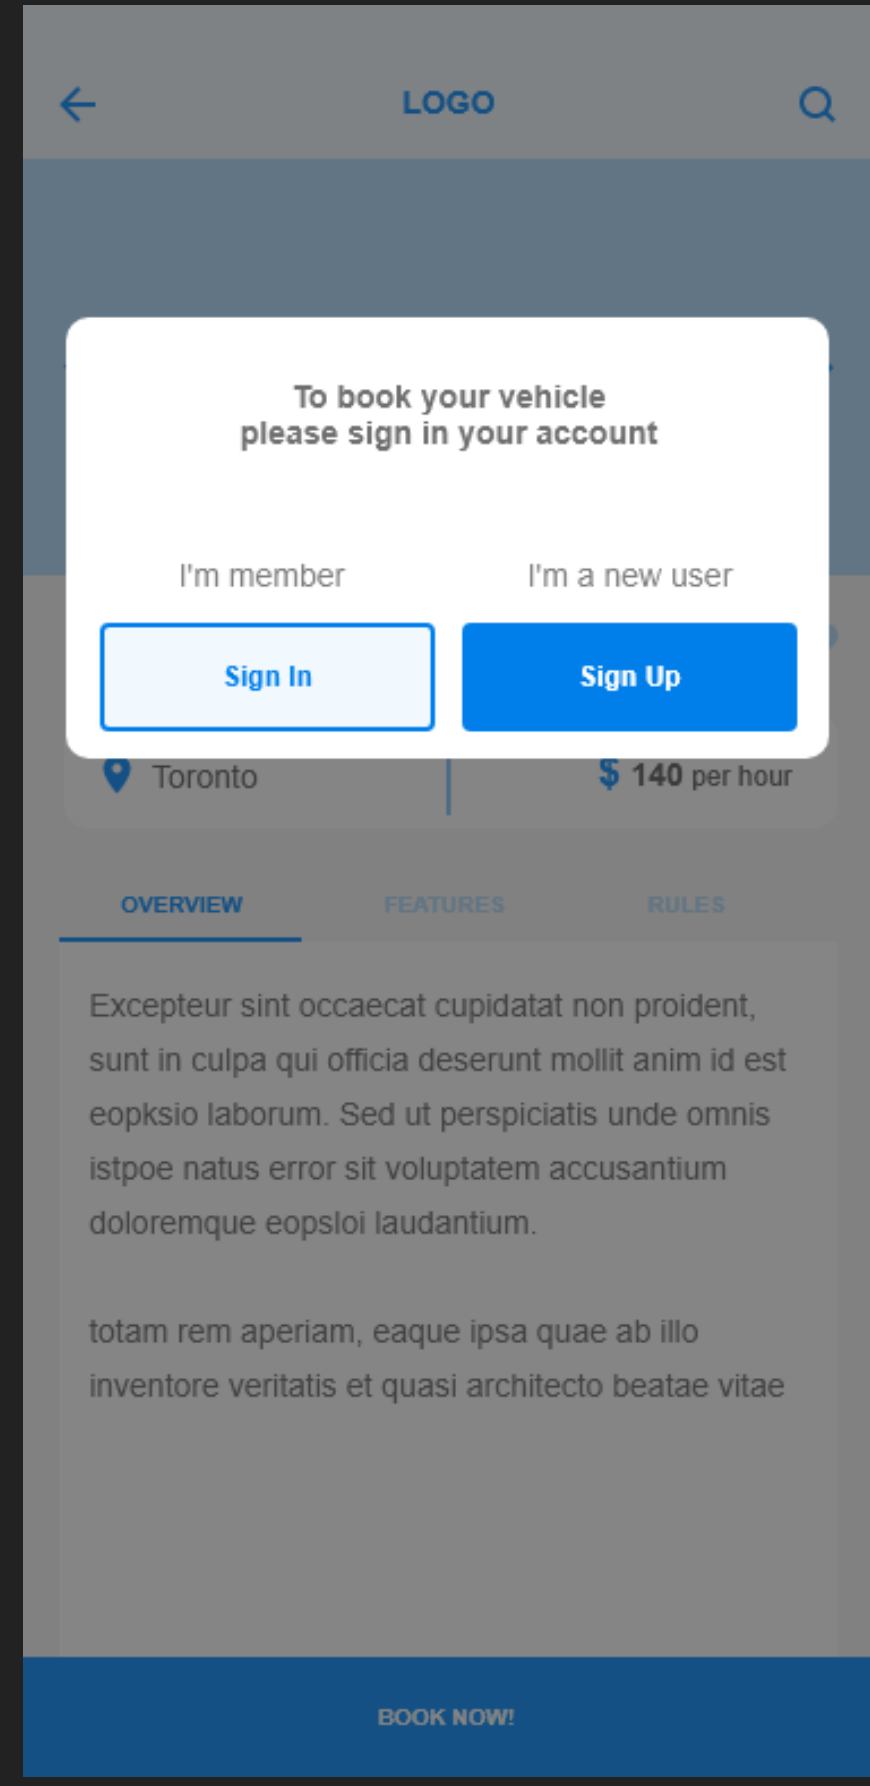 LOGO
To book your vehicle
please sign in your account
I'm member
I'm a new user
Sign In
Sign Up
Toronto
$ 140 per hour
OVERVIEW
FEATURES
RULES
Excepteur sint occaecat cupidatat non proident,
sunt in culpa qui officia deserunt mollit anim id est
eopksio laborum. Sed ut perspiciatis unde omnis
istpoe natus error sit voluptatem accusantium
doloremque eopsloi laudantium.
totam rem aperiam, eaque ipsa quae ab illo
inventore veritatis et quasi architecto beatae vitae
BOOK NOW!